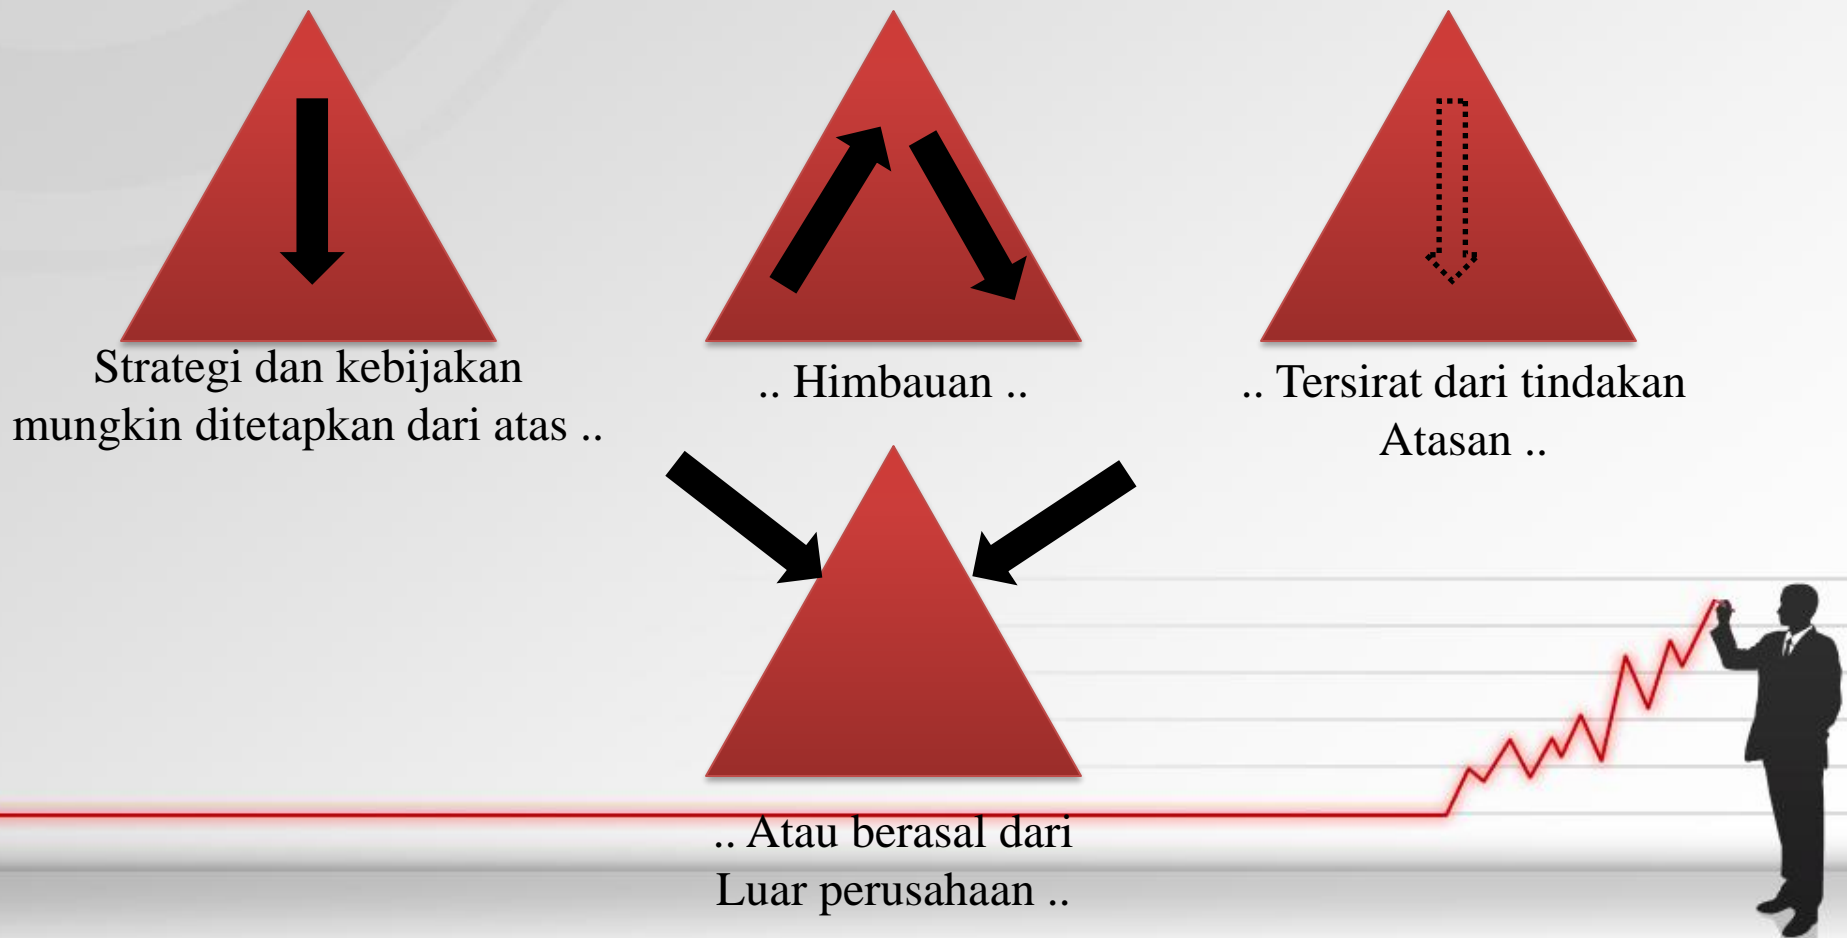 Strategi dan kebijakan
mungkin ditetapkan dari atas ..
.. Himbauan ..
.. Tersirat dari tindakan
Atasan ..
.. Atau berasal dari
Luar perusahaan ..